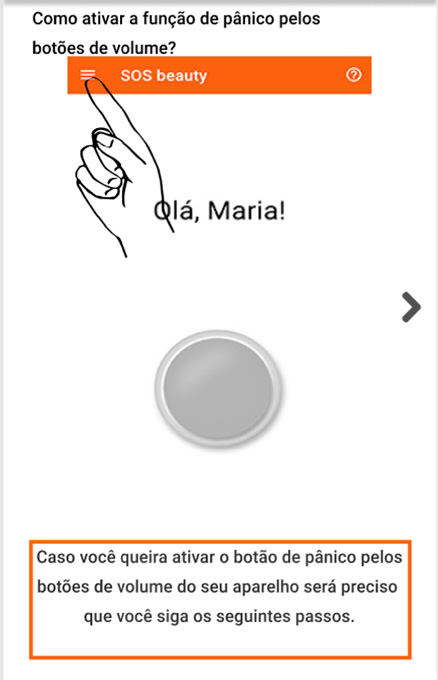 Como ativar a função de pânico pelos
botões de volume?
SOS beauty
Olá, Maria!
Caso você queira ativar o botão de pânico pelos
botões de volume do seu aparelho será preciso
que você siga os seguintes passos.